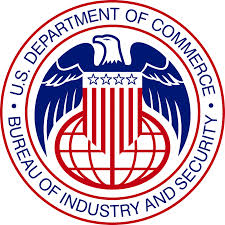 U.S. DEPARTMENT OF COMMERCE
BUREAU OF INDUSTRY AND SECURITY